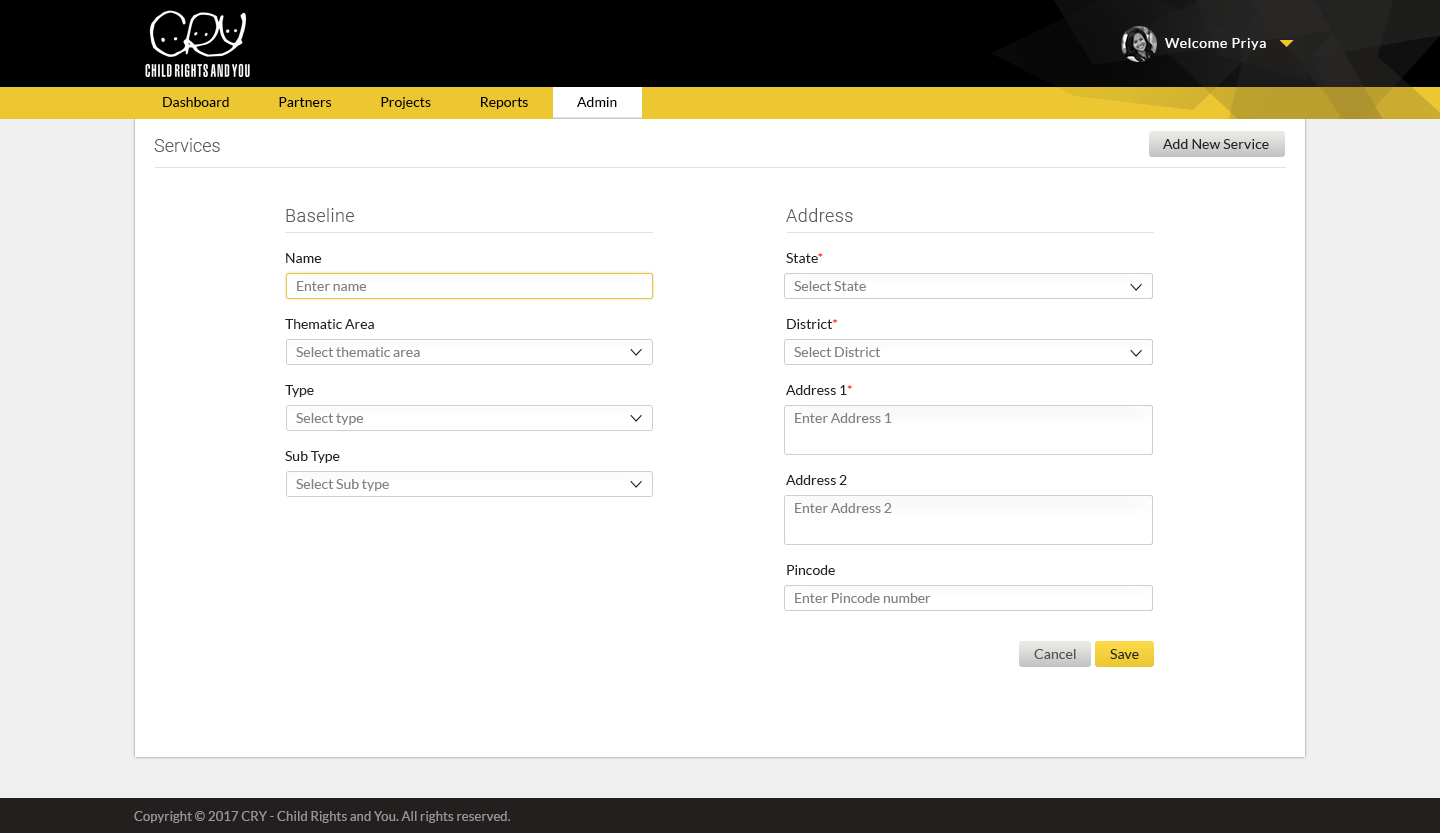 CRY
CHILD RIGHTS AND YOU
Welcome Priya
Dashboard Partners Projects Reports Admin
Services
Add New Service
Baseline
Name
Enter name
Thematic Area
Select thematic area
Type
Select type
Sub Type
Select Sub type
Address
State*
Select State
District*
Select District
Address 1*
Enter Address 1
Address 2
Enter Address 2
Pincode
Enter Pincode number
Cancel Save
Copyright © 2017 CRY - Child Rights and You. All rights reserved.